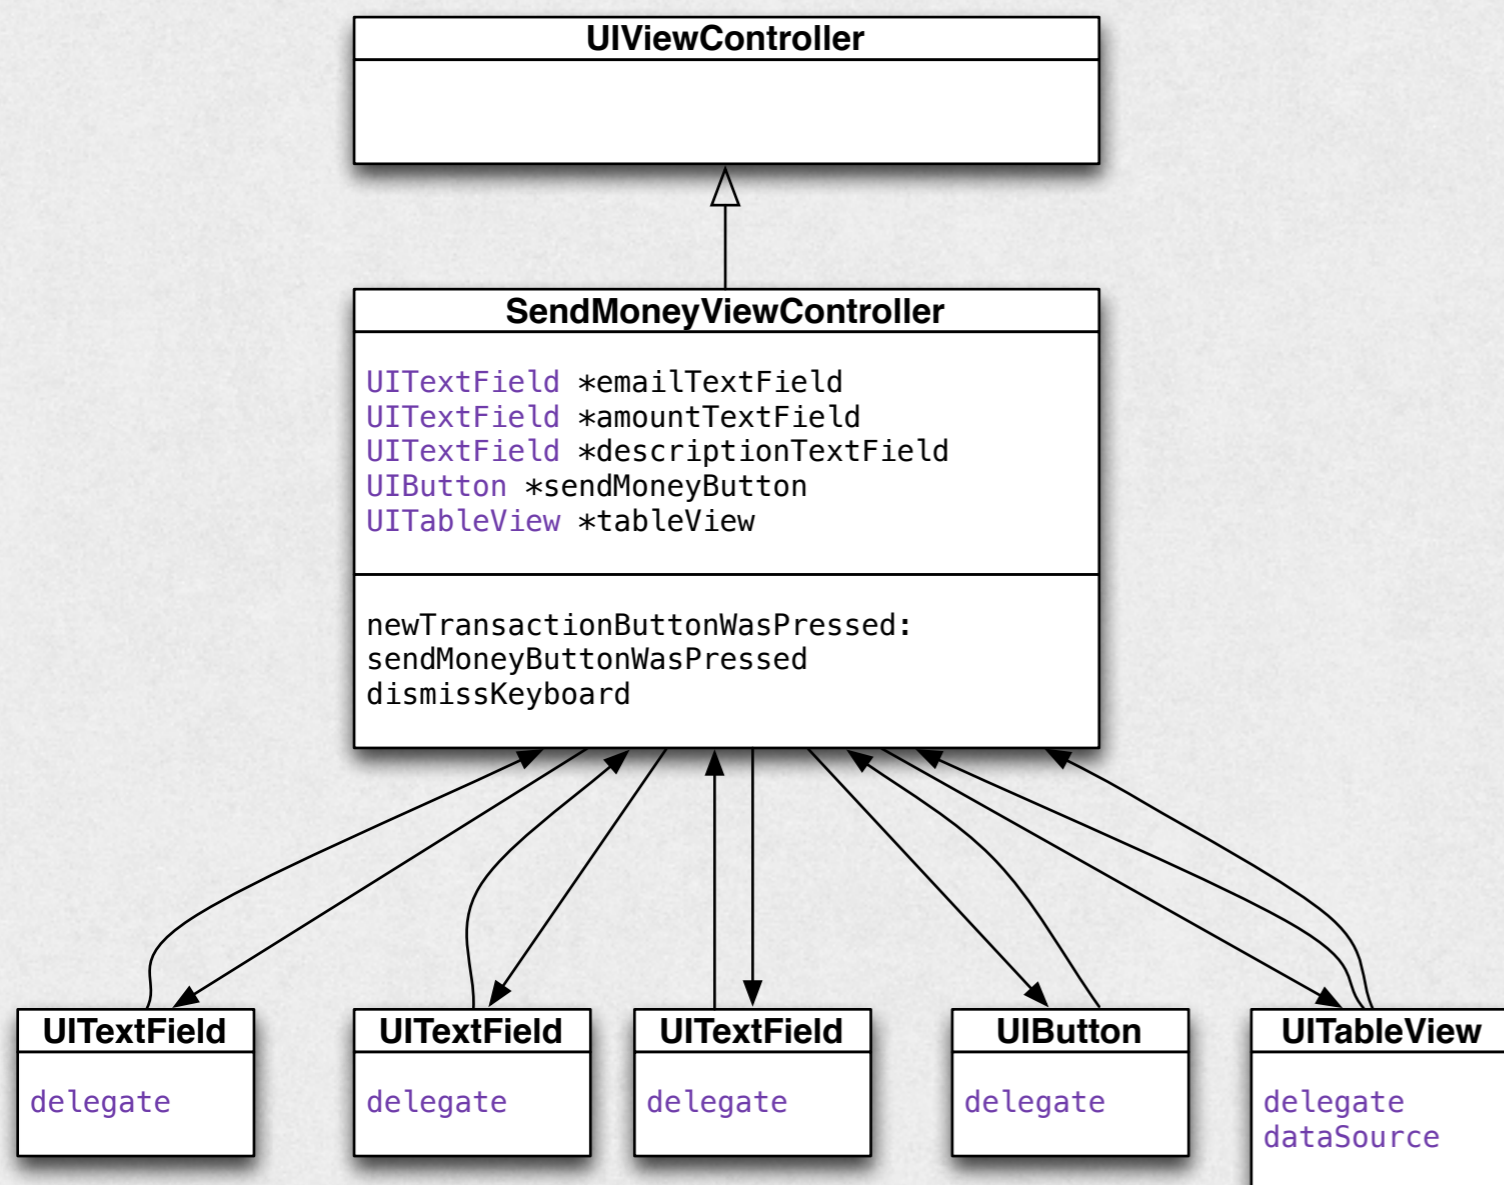 UIViewController
SendMoneyViewController
UITextField *emailTextField
UITextField *amountTextField
UITextField *descriptionTextField
UIButton *sendMoneyButton
UITableView *tableView
newTransactionButtonWasPressed:
sendMoneyButtonWasPressed
dismissKeyboard
UITextField
delegate
UITextField
delegate
UITextField
delegate
UIButton
delegate
UITableView
delegate
dataSource